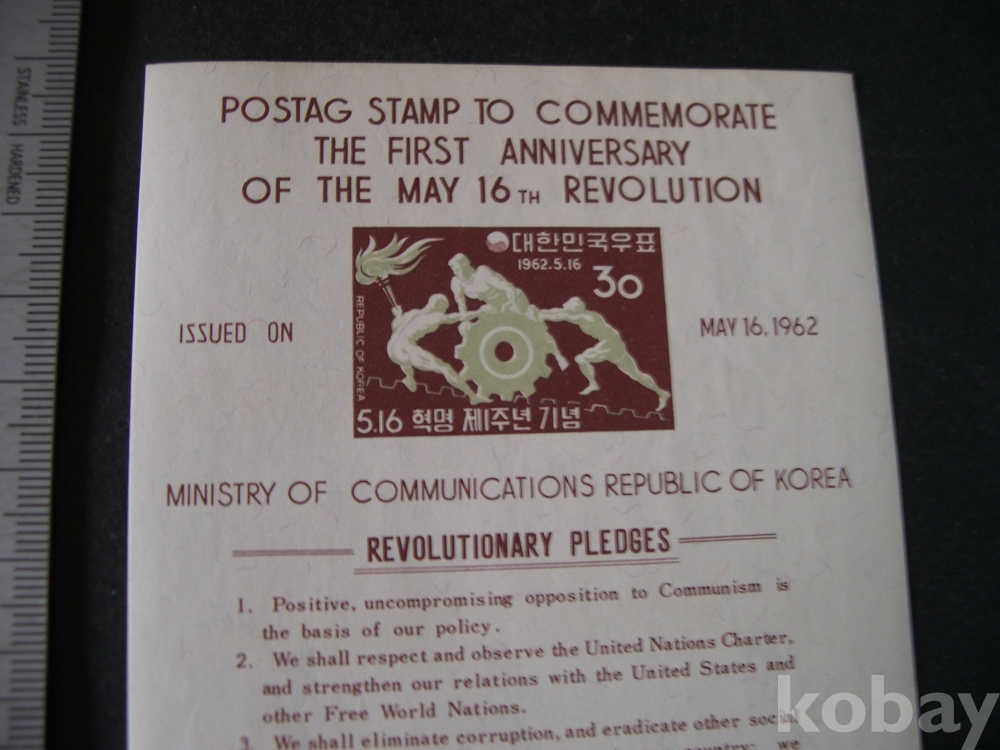 STAINLESS HARDENED
POSTAG STAMP TO COMMEMORATE
THE FIRST ANNIVERSARY
OF THE MAY 16TH REVOLUTION
대한민국우표
1962.5.16
30
REPUBLIC OF KOREA
5.16 혁명 제1주년 기념
ISSUED ON
MAY 16, 1962
MINISTRY OF COMMUNICATIONS REPUBLIC OF KOREA
REVOLUTIONARY PLEDGES
1. Positive, uncompromising opposition to Communism is
the basis of our policy.
2. We shall respect and observe the United Nations Charter,
and strengthen our relations with the United States and
other Free World Nations.
3. We shall eliminate corruption, and eradicate other social
country; we
kobay